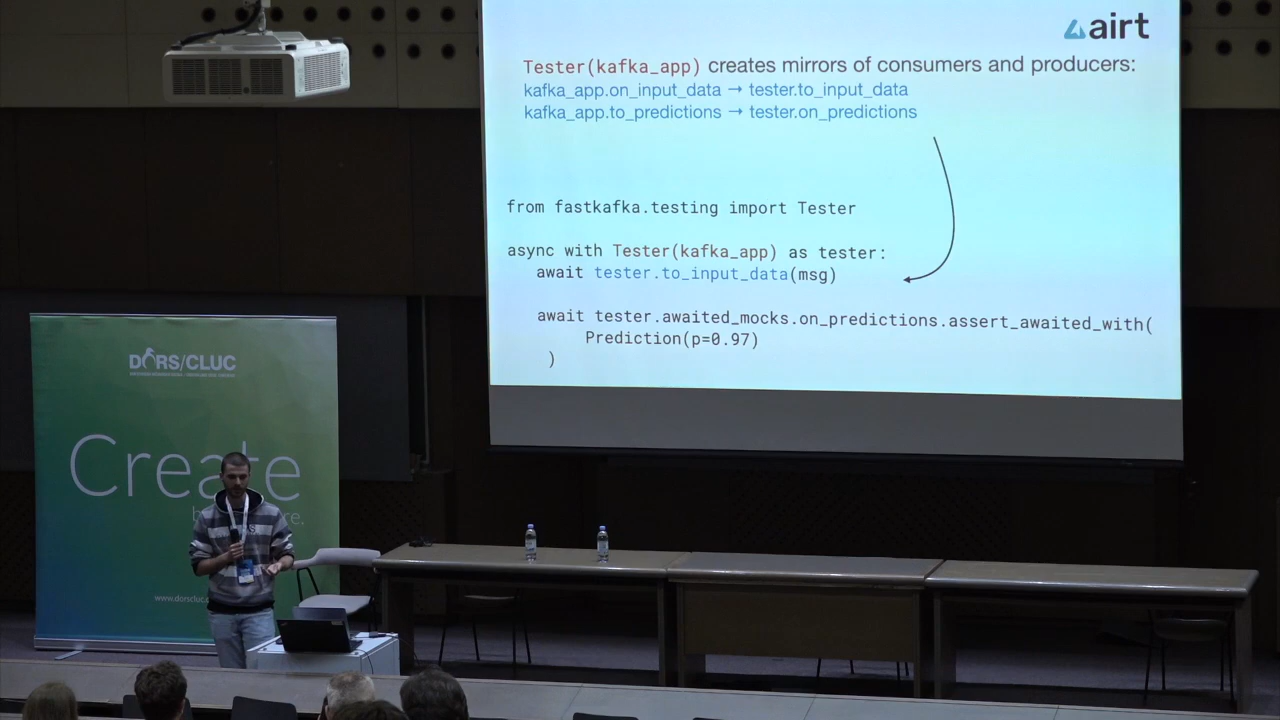 airt
Tester(kafka_app) creates mirrors of consumers and producers:
kafka_app.on_input_data → tester.to_input_data
kafka_app.to_predictions → tester.on_predictions
from fastkafka.testing import Tester
async with Tester(kafka_app) as tester:
await tester.to_input_data(msg)
await tester.awaited_mocks.on_predictions.assert_awaited_with(
Prediction(p=0.97)
)
DORS/CLUC
Create